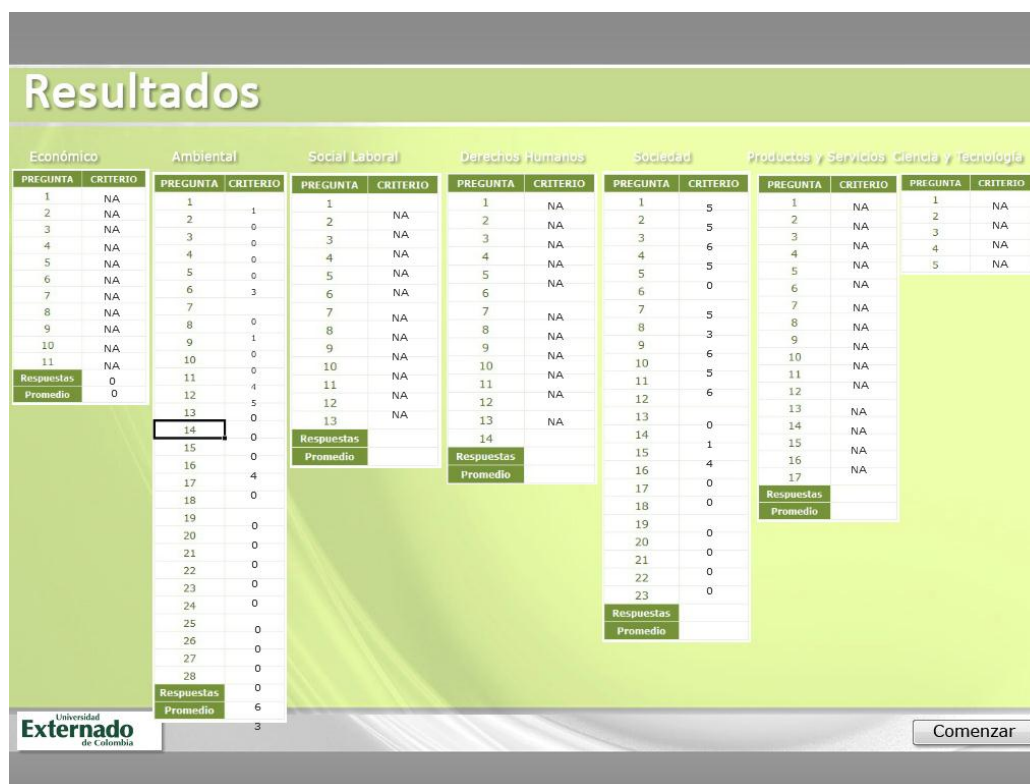 Resultados
Económico
PREGUNTA CRITERIO
1 NA
2 NA
3 NA
4 NA
5 NA
6 NA
7 NA
8 NA
9 NA
10 NA
11 NA
Respuestas 0
Promedio 0
Ambiental
PREGUNTA CRITERIO
1 1
2 0
3 0
4 0
5 0
6 3
7
8 0
9 1
10 0
11 0
12 4
13 5
14 0
15 0
16 0
17 4
18 0
19
20 0
21 0
22 0
23 0
24 0
25 0
26 0
27 0
28 0
Respuestas 6
Promedio 3
Social Laboral
PREGUNTA CRITERIO
1
2 NA
3 NA
4 NA
5 NA
6 NA
7 NA
8 NA
9 NA
10 NA
11 NA
12 NA
13
Respuestas
Promedio
Derechos Humanos
PREGUNTA CRITERIO
1 NA
2 NA
3 NA
4 NA
5 NA
6
7 NA
8 NA
9 NA
10 NA
11 NA
12
13 NA
14
Respuestas
Promedio
Sociedad
PREGUNTA CRITERIO
1 5
2 5
3 6
4 5
5 0
6
7 5
8 3
9 6
10 5
11 6
12
13 0
14 1
15 4
16 0
17 0
18
19 0
20 0
21 0
22 0
23
Respuestas
Promedio
Productos y Servicios
PREGUNTA CRITERIO
1 NA
2 NA
3 NA
4 NA
5 NA
6
7 NA
8 NA
9 NA
10 NA
11 NA
12
13 NA
14 NA
15 NA
16 NA
17
Respuestas
Promedio
Ciencia y Tecnología
PREGUNTA CRITERIO
1 NA
2 NA
3
4 NA
5 NA
Universidad
Externado
de Colombia
Comenzar